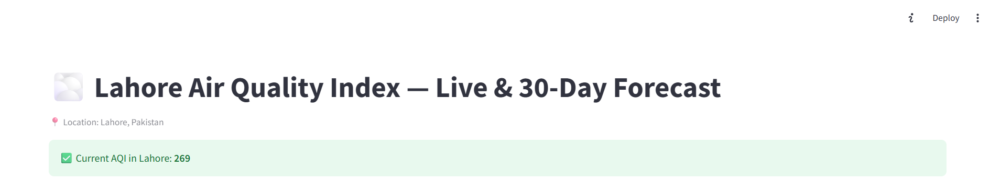 Deploy
Lahore Air Quality Index — Live & 30-Day Forecast
Location: Lahore, Pakistan
Current AQI in Lahore: 269